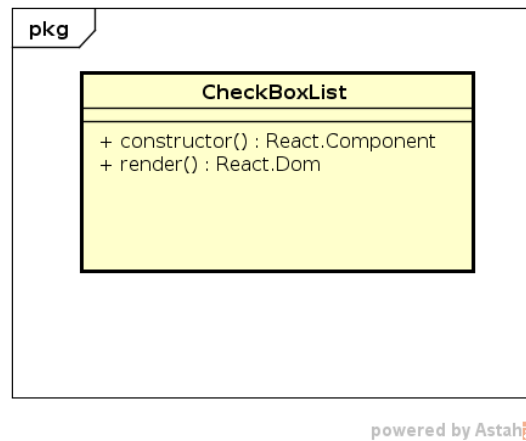 pkg
CheckBoxList
+ constructor() : React.Component
+ render() : React.Dom
powered by Astah